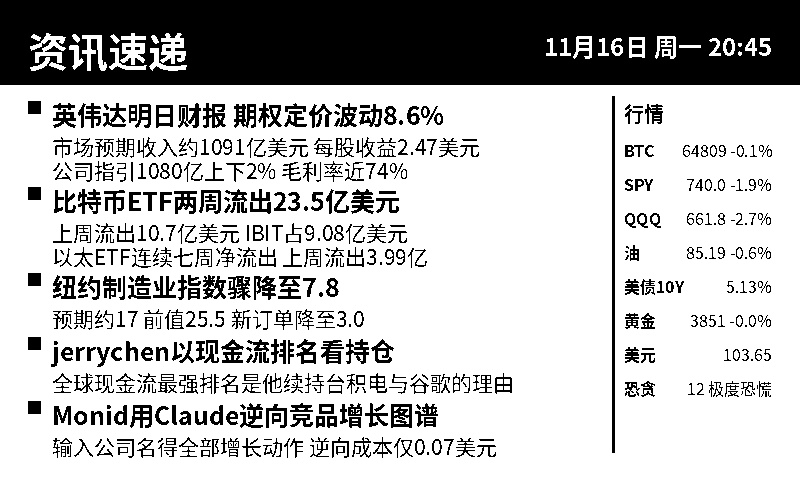 资讯速递
11月16日 周一 20:45
英伟达明日财报 期权定价波动8.6%
市场预期收入约1091亿美元 每股收益2.47美元
公司指引1080亿上下2% 毛利率近74%
比特币ETF两周流出23.5亿美元
上周流出10.7亿美元 IBIT占9.08亿美元
以太ETF连续七周净流出 上周流出3.99亿
纽约制造业指数骤降至7.8
预期约17 前值25.5 新订单降至3.0
jerrychen以现金流排名看持仓
全球现金流最强排名是他续持台积电与谷歌的理由
Monid用Claude逆向竞品增长图谱
输入公司名得全部增长动作 逆向成本仅0.07美元
行情
BTC 64809 -0.1%
SPY 740.0 -1.9%
QQQ 661.8 -2.7%
油 85.19 -0.6%
美债10Y 5.13%
黄金 3851 -0.0%
美元 103.65
恐贪 12 极度恐慌